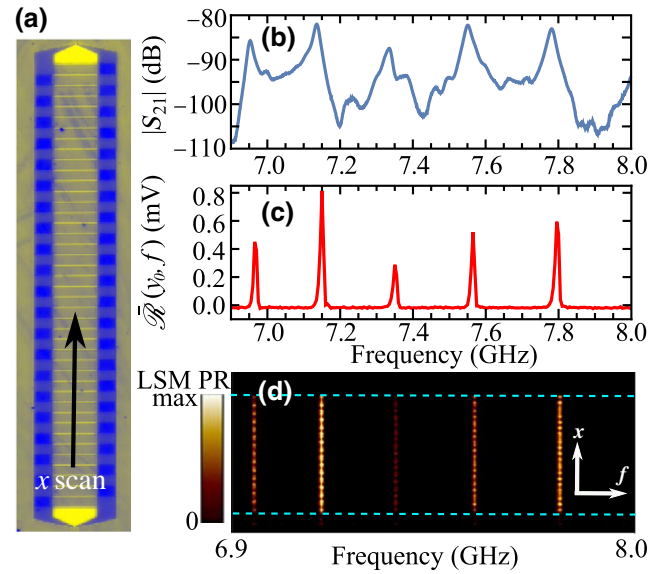 (a)
x scan
(b)
|S21| (dB)
−80
−90
−100
−110
7.0 7.2 7.4 7.6 7.8 8.0
(c)
ℛ̄(y0, f) (mV)
0.8
0.6
0.4
0.2
0.0
7.0 7.2 7.4 7.6 7.8 8.0
Frequency (GHz)
LSM PR
max
0
(d)
x
f
6.9 8.0
Frequency (GHz)